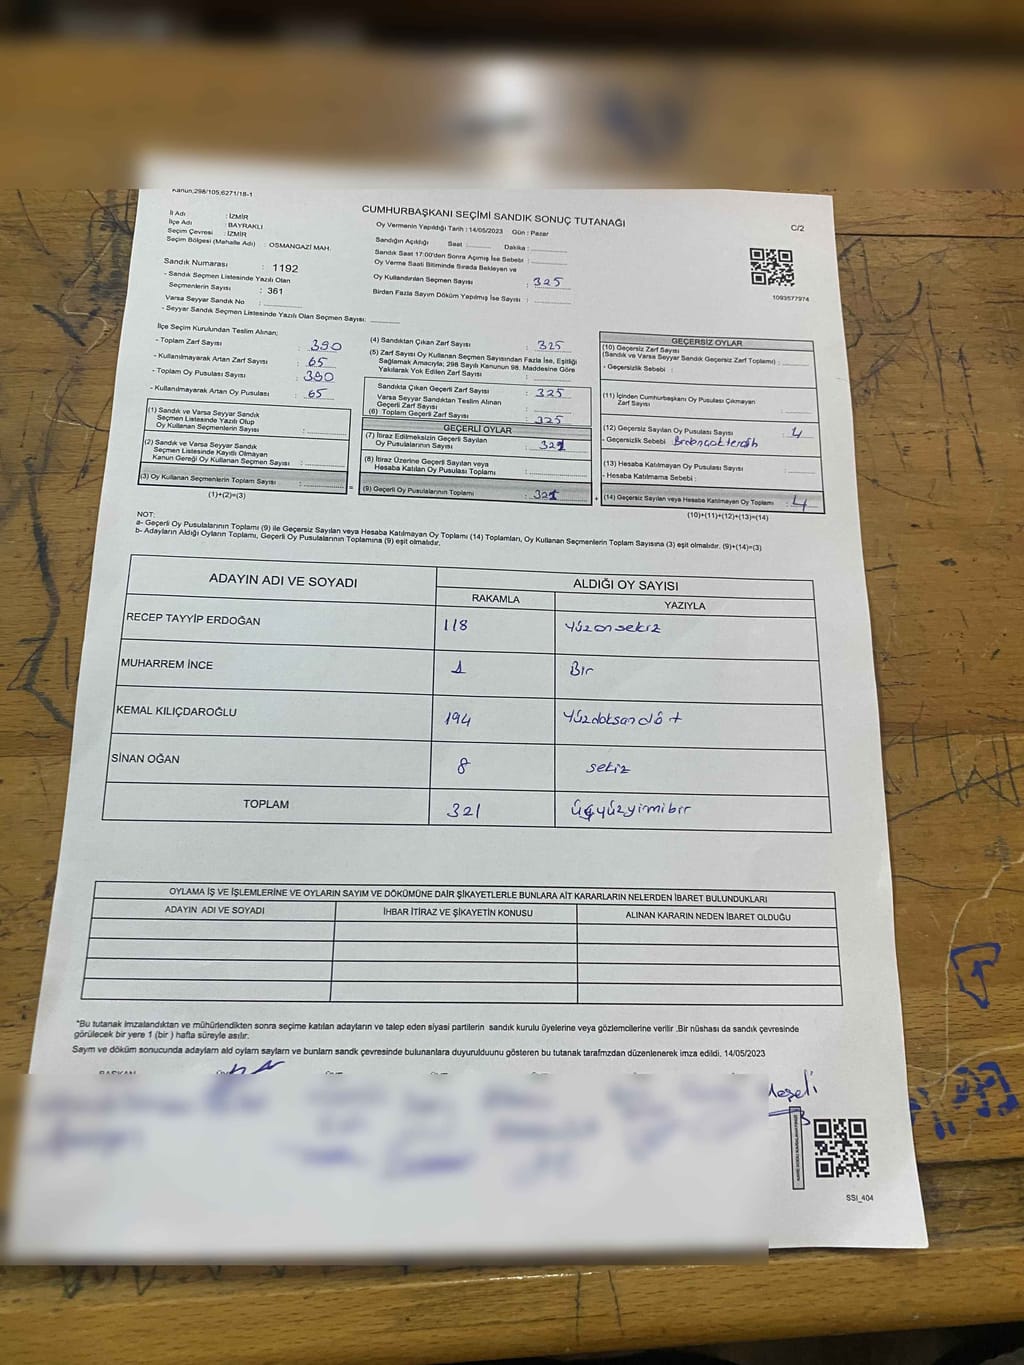 Kanun;298/105;6271/18-1
CUMHURBAŞKANI SEÇİMİ SANDIK SONUÇ TUTANAĞI
C/2
İl Adı : İZMİR
İlçe Adı : BAYRAKLI
Seçim Çevresi : İZMİR
Seçim Bölgesi (Mahalle Adı) : OSMANGAZİ MAH.
Sandık Numarası : 1192
- Sandık Seçmen Listesinde Yazılı Olan
Seçmenlerin Sayısı : 361
Varsa Seyyar Sandık No :
- Seyyar Sandık Seçmen Listesinde Yazılı Olan Seçmen Sayısı:
Oy Vermenin Yapıldığı Tarih : 14/05/2023 Gün : Pazar
Sandığın Açıldığı Saat Dakika :
Sandık Saat 17:00'den Sonra Açmış İse Sebebi :
Oy Verme Saati Bitiminde Sırada Bekleyen ve
Oy Kullandırılan Seçmen Sayısı : 325
Birden Fazla Sayım Döküm Yapılmış İse Sayısı :
1093577974
İlçe Seçim Kurulundan Teslim Alınan;
- Toplam Zarf Sayısı : 390
- Kullanılmayarak Artan Zarf Sayısı : 65
- Toplam Oy Pusulası Sayısı : 390
- Kullanılmayarak Artan Oy Pusulası : 65
(1) Sandık ve Varsa Seyyar Sandık
Seçmen Listesinde Yazılı Olup
Oy Kullanan Seçmenlerin Sayısı :
(2) Sandık ve Varsa Seyyar Sandık
Seçmen Listesinde Kayıtlı Olmayan
Kanun Gereği Oy Kullanan Seçmen Sayısı :
(3) Oy Kullanan Seçmenlerin Toplam Sayısı :
(1)+(2)=(3)
=
(4) Sandıktan Çıkan Zarf Sayısı : 325
(5) Zarf Sayısı Oy Kullanan Seçmen Sayısından Fazla İse, Eşitliği
Sağlamak Amacıyla; 298 Sayılı Kanunun 98. Maddesine Göre
Yakılarak Yok Edilen Zarf Sayısı :
Sandıkta Çıkan Geçerli Zarf Sayısı : 325
Varsa Seyyar Sandıktan Teslim Alınan
Geçerli Zarf Sayısı :
(6) Toplam Geçerli Zarf Sayısı : 325
GEÇERLİ OYLAR
(7) İtiraz Edilmeksizin Geçerli Sayılan
Oy Pusulalarının Sayısı : 321
(8) İtiraz Üzerine Geçerli Sayılan veya
Hesaba Katılan Oy Pusulası Toplamı :
(9) Geçerli Oy Pusulalarının Toplamı : 321
+
GEÇERSİZ OYLAR
(10) Geçersiz Zarf Sayısı
(Sandık ve Varsa Seyyar Sandık Geçersiz Zarf Toplamı) :
- Geçersizlik Sebebi :
(11) İçinden Cumhurbaşkanı Oy Pusulası Çıkmayan
Zarf Sayısı :
(12) Geçersiz Sayılan Oy Pusulası Sayısı : 4
- Geçersizlik Sebebi :
(13) Hesaba Katılmayan Oy Pusulası Sayısı :
- Hesaba Katılmama Sebebi :
(14) Geçersiz Sayılan veya Hesaba Katılmayan Oy Toplamı : 4
(10)+(11)+(12)+(13)=(14)
NOT:
a- Geçerli Oy Pusulalarının Toplamı (9) ile Geçersiz Sayılan veya Hesaba Katılmayan Oy Toplamı (14) Toplamları, Oy Kullanan Seçmenlerin Toplam Sayısına (3) eşit olmalıdır. (9)+(14)=(3)
b- Adayların Aldığı Oyların Toplamı, Geçerli Oy Pusulalarının Toplamına (9) eşit olmalıdır.
ADAYIN ADI VE SOYADI
ALDIĞI OY SAYISI
RAKAMLA YAZIYLA
RECEP TAYYİP ERDOĞAN 118 Yüzonsekiz
MUHARREM İNCE 1 Bir
KEMAL KILIÇDAROĞLU 194 Yüzdoksandöt
SİNAN OĞAN 8 sekiz
TOPLAM 321 üçyüzyirmibir
OYLAMA İŞ VE İŞLEMLERİNE VE OYLARIN SAYIM VE DÖKÜMÜNE DAİR ŞİKAYETLERLE BUNLARA AİT KARARLARIN NELERDEN İBARET BULUNDUKLARI
ADAYIN ADI VE SOYADI İHBAR İTİRAZ VE ŞİKAYETİN KONUSU ALINAN KARARIN NEDEN İBARET OLDUĞU
*Bu tutanak imzalandıktan ve mühürlendikten sonra seçime katılan adayların ve talep eden siyasi partilerin sandık kurulu üyelerine veya gözlemcilerine verilir .Bir nüshası da sandık çevresinde
görülecek bir yere 1 (bir ) hafta süreyle asılır.
Sayım ve döküm sonucunda adaylarn ald oylarn saylarn ve bunlarn sandk çevresinde bulunanlara duyurulduunu gösteren bu tutanak tarafmzdan düzenlenerek imza edildi. 14/05/2023
BAŞKAN
SSI_404